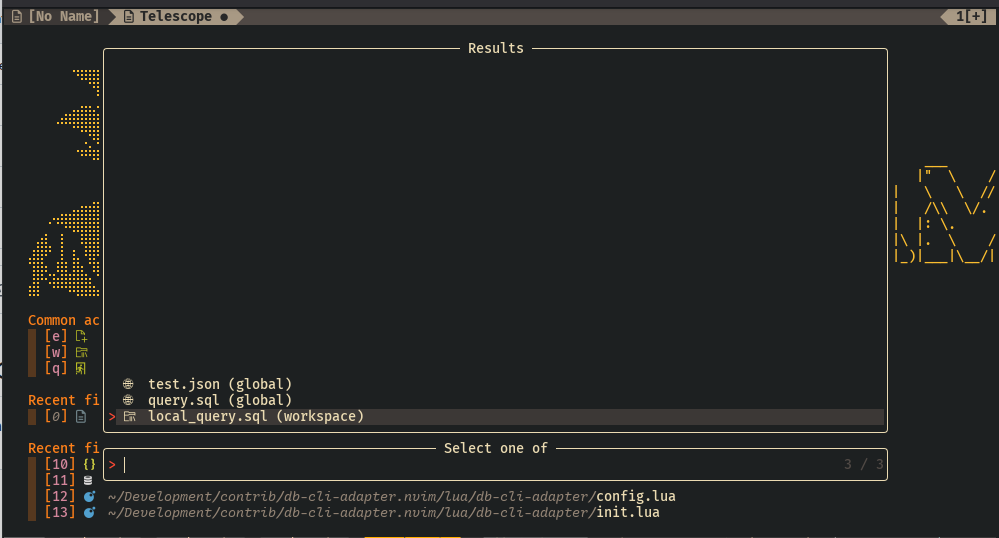 [No Name] Telescope ● 1[+]
Results
Common ac
[e]
[w]
[q]
test.json (global)
query.sql (global)
Recent fi
[0]
> local_query.sql (workspace)
Recent fi
Select one of
[10] {} > 3 / 3
[11]
[12] ~/Development/contrib/db-cli-adapter.nvim/lua/db-cli-adapter/config.lua
[13] ~/Development/contrib/db-cli-adapter.nvim/lua/db-cli-adapter/init.lua